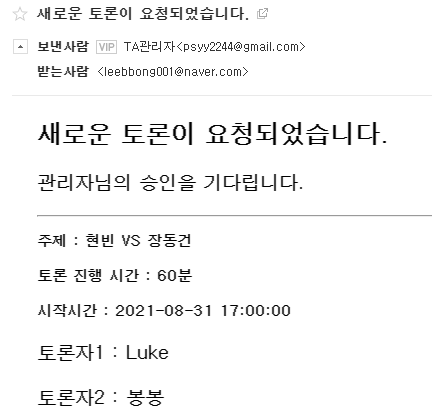 새로운 토론이 요청되었습니다.
보낸사람 VIP TA관리자<psyy2244@gmail.com>
받는사람 <leebbong001@naver.com>
새로운 토론이 요청되었습니다.
관리자님의 승인을 기다립니다.
주제 : 현빈 VS 장동건
토론 진행 시간 : 60분
시작시간 : 2021-08-31 17:00:00
토론자1 : Luke
토론자2 : 봉봉